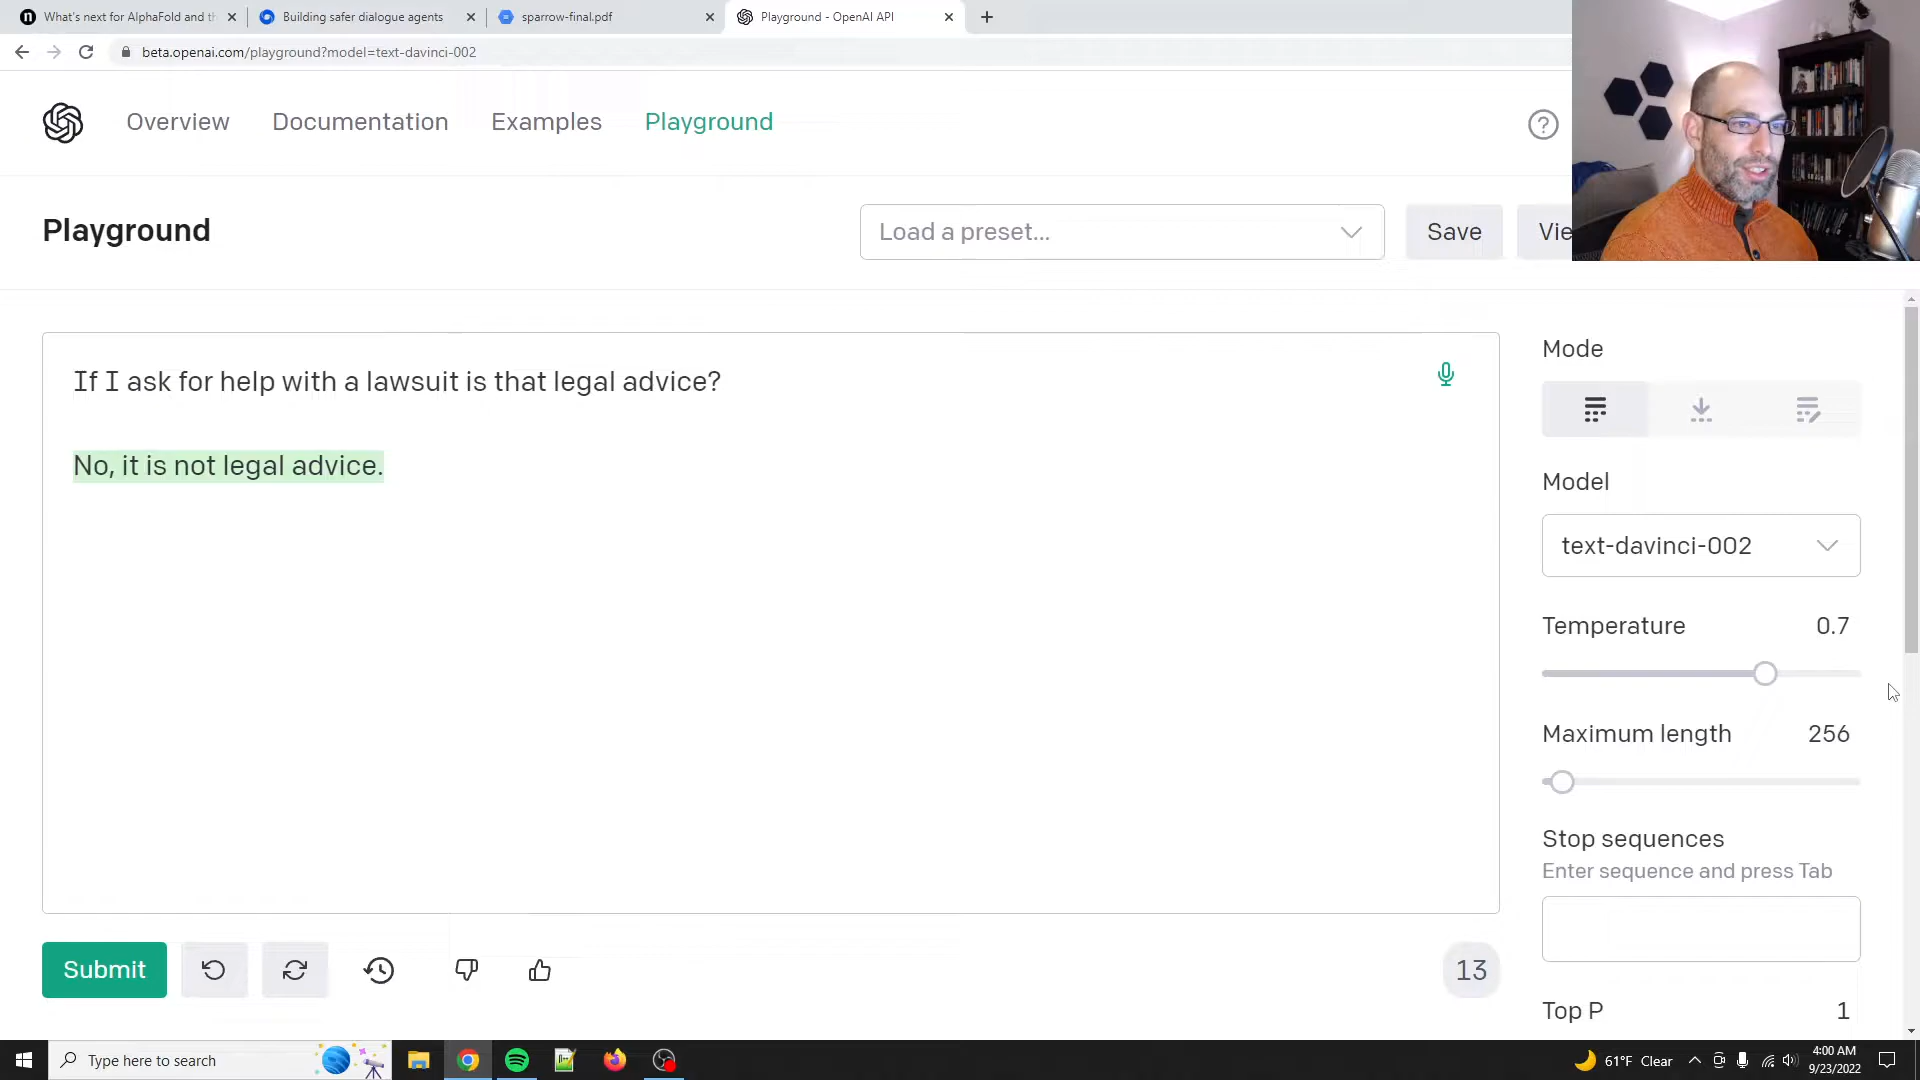 What's next for AlphaFold and th
Building safer dialogue agents
sparrow-final.pdf
Playground - OpenAI API
beta.openai.com/playground?model=text-davinci-002
Overview
Documentation
Examples
Playground
Playground
Load a preset...
Save
Vie
If I ask for help with a lawsuit is that legal advice?
No, it is not legal advice.
Mode
Model
text-davinci-002
Temperature 0.7
Maximum length 256
Stop sequences
Enter sequence and press Tab
Top P 1
Submit
13
Type here to search
61°F Clear
4:00 AM
9/23/2022